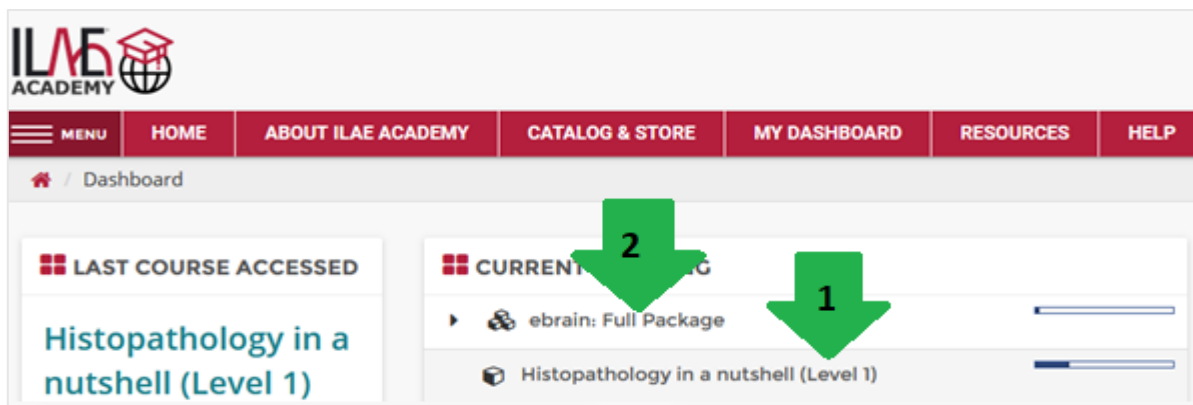 ILAE
ACADEMY
MENU HOME ABOUT ILAE ACADEMY CATALOG & STORE MY DASHBOARD RESOURCES HELP
/ Dashboard
LAST COURSE ACCESSED
Histopathology in a
nutshell (Level 1)
CURRENT
2
ebrain: Full Package
1
Histopathology in a nutshell (Level 1)